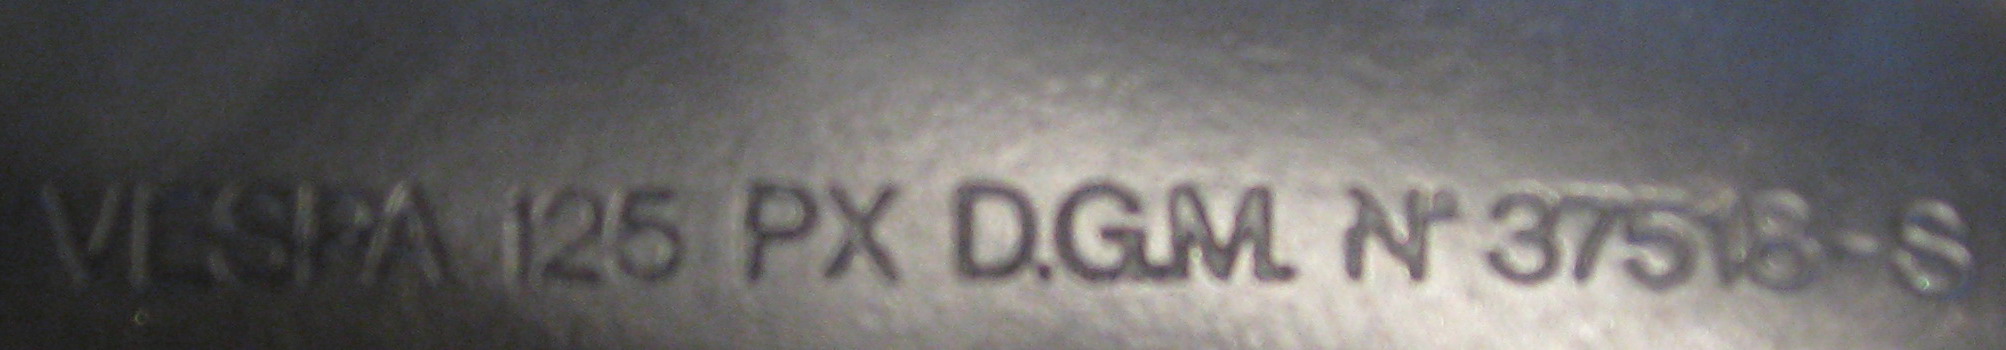 VESPA 125 PX D.G.M. N° 37518-S